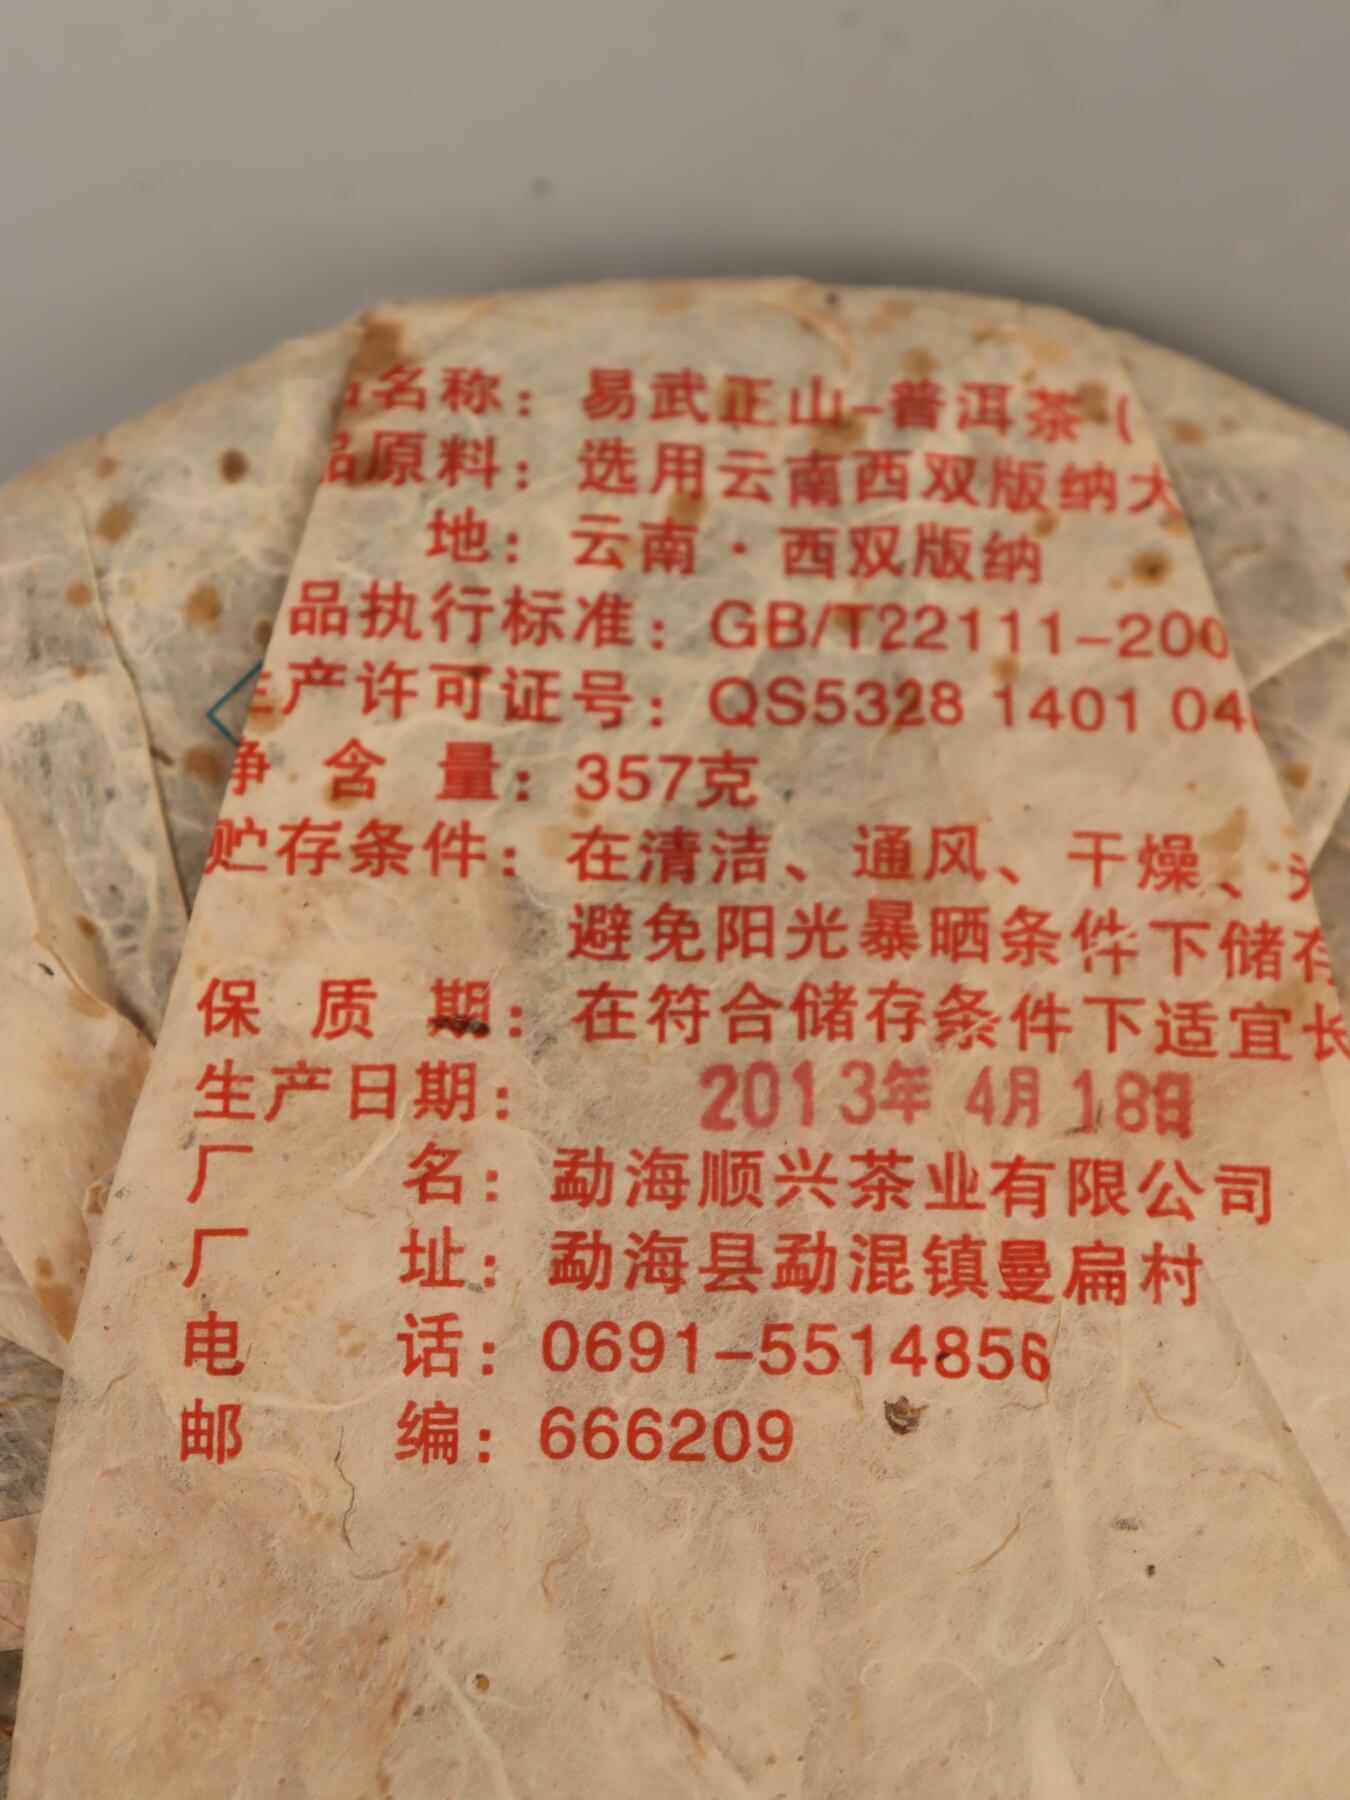 名称：易武正山-普洱茶（
品原料：选用云南西双版纳大
地：云南·西双版纳
品执行标准：GB/T22111-200
生产许可证号：QS5328 1401 04
净含量：357克
贮存条件：在清洁、通风、干燥、
避免阳光暴晒条件下储存
保质期：在符合储存条件下适宜长
生产日期：2013年4月18日
厂名：勐海顺兴茶业有限公司
厂址：勐海县勐混镇曼扁村
电话：0691-5514856
邮编：666209